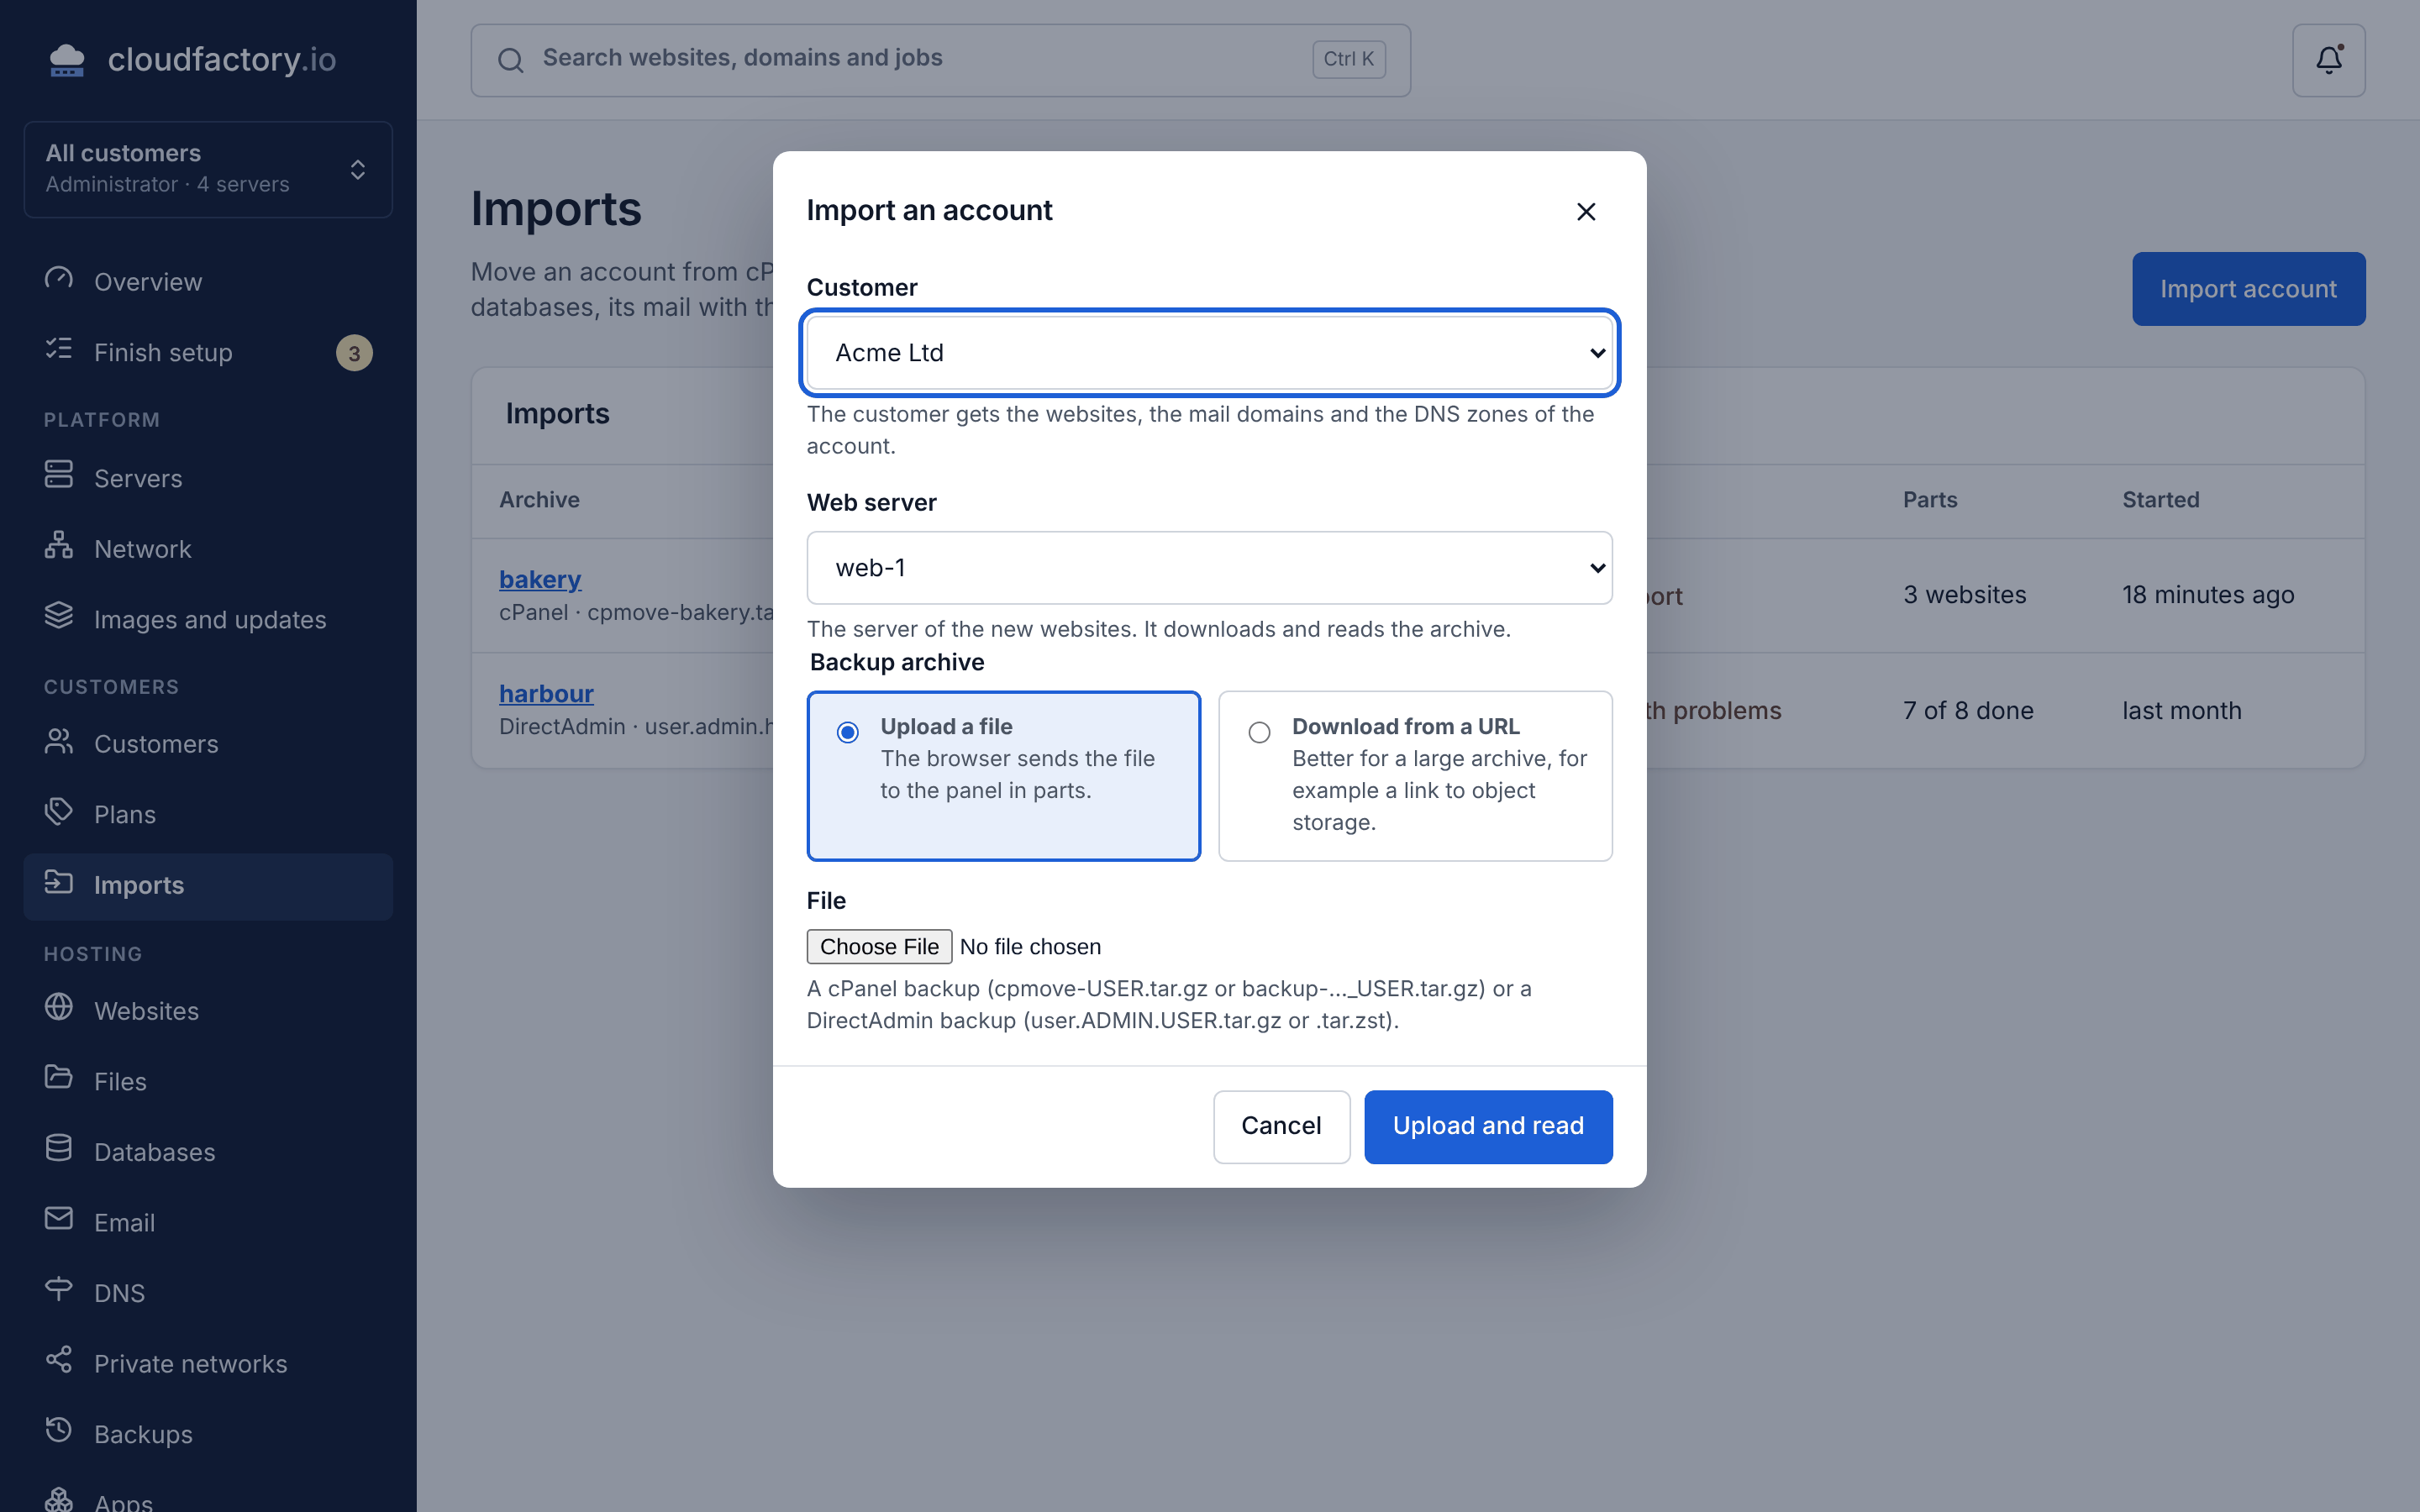 cloudfactory.io
All customers
Administrator · 4 servers
Overview
Finish setup
3
PLATFORM
Servers
Network
Images and updates
CUSTOMERS
Customers
Plans
Imports
HOSTING
Websites
Files
Databases
Email
DNS
Private networks
Backups
Apps
Search websites, domains and jobs
Ctrl K
Imports
Move an account from
databases, its mail with
Import account
Imports
Archive
Parts
Started
bakery
cPanel · cpmove-bakery.ta
3 websites
18 minutes ago
harbour
DirectAdmin · user.admin.h
problems
7 of 8 done
last month
Import an account
Customer
Acme Ltd
The customer gets the websites, the mail domains and the DNS zones of the
account.
Web server
web-1
The server of the new websites. It downloads and reads the archive.
Backup archive
Upload a file
The browser sends the file
to the panel in parts.
Download from a URL
Better for a large archive, for
example a link to object
storage.
File
Choose File No file chosen
A cPanel backup (cpmove-USER.tar.gz or backup-..._USER.tar.gz) or a
DirectAdmin backup (user.ADMIN.USER.tar.gz or .tar.zst).
Cancel
Upload and read